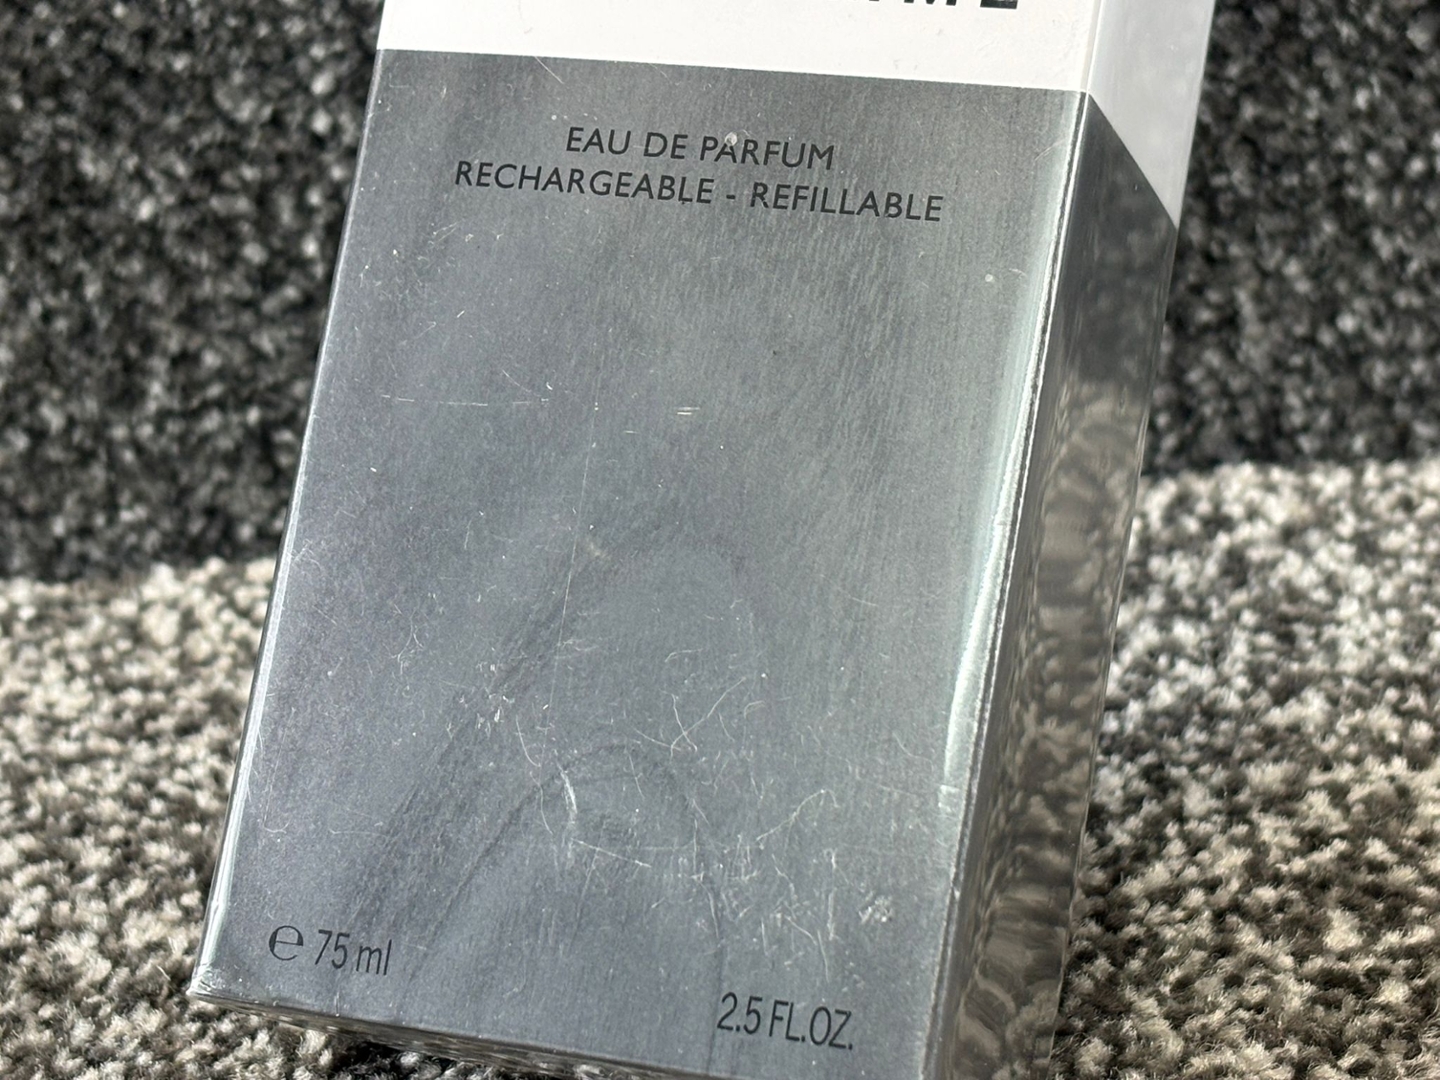 EAU DE PARFUM
RECHARGEABLE - REFILLABLE
℮ 75 ml
2.5 FL.OZ.